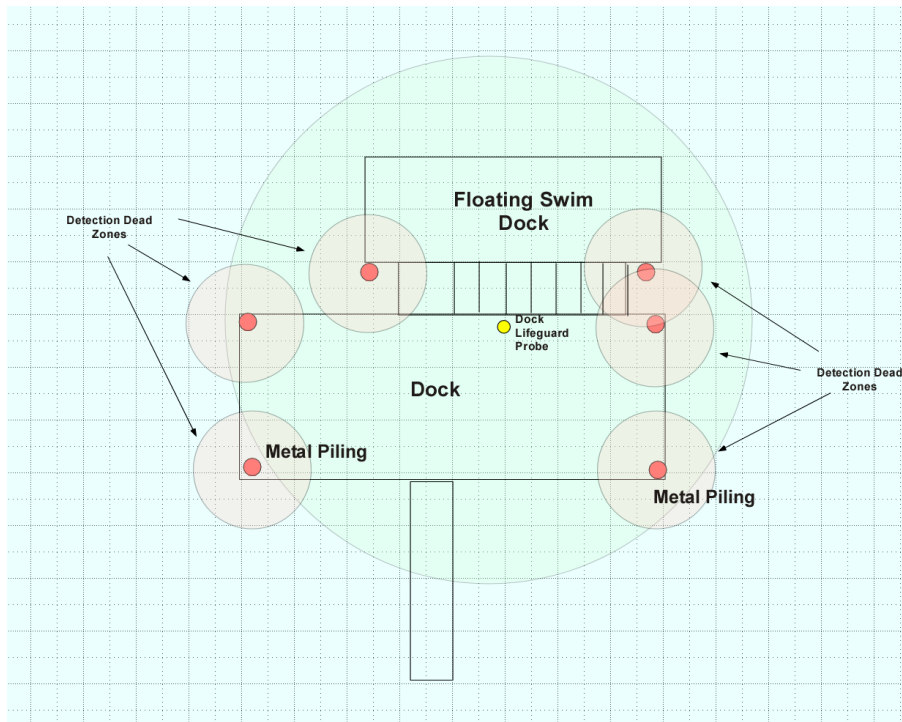 Floating Swim
Dock
Detection Dead
Zones
Dock
Lifeguard
Probe
Detection Dead
Zones
Dock
Metal Piling
Metal Piling